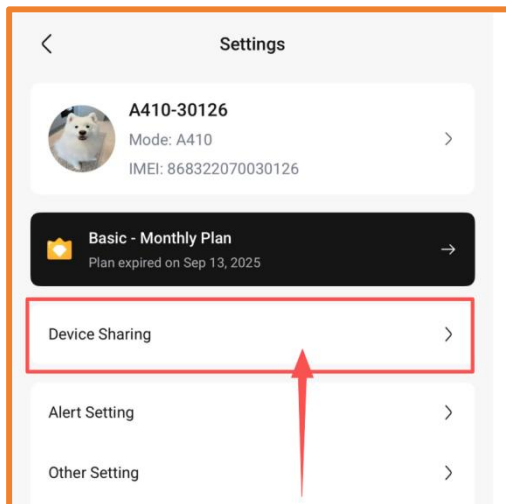 Settings
A410-30126
Mode: A410
IMEI: 868322070030126
Basic - Monthly Plan
Plan expired on Sep 13, 2025
Device Sharing
Alert Setting
Other Setting